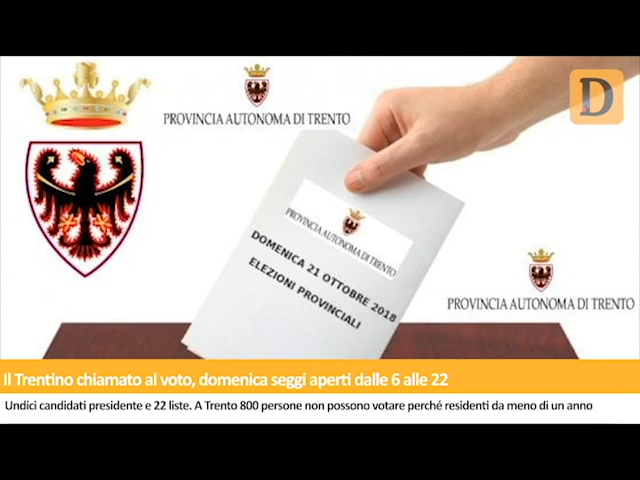 D
PROVINCIA AUTONOMA DI TRENTO
PROVINCIA AUTONOMA DI TRENTO
DOMENICA 21 OTTOBRE 2018
ELEZIONI PROVINCIALI
PROVINCIA AUTONOMA DI TRENTO
Il Trentino chiamato al voto, domenica seggi aperti dalle 6 alle 22
Undici candidati presidente e 22 liste. A Trento 800 persone non possono votare perché residenti da meno di un anno